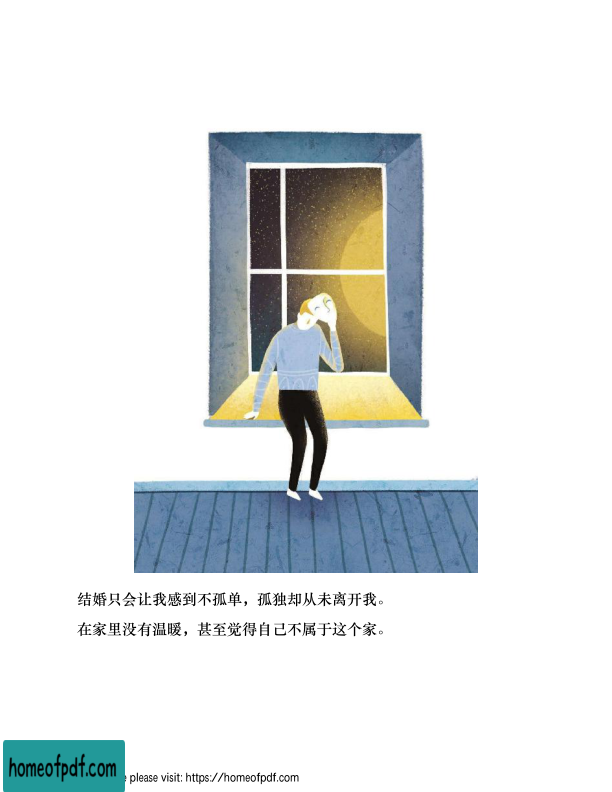 结婚只会让我感到不孤单，孤独却从未离开我。
在家里没有温暖，甚至觉得自己不属于这个家。
homeofpdf.com
please visit: https://homeofpdf.com